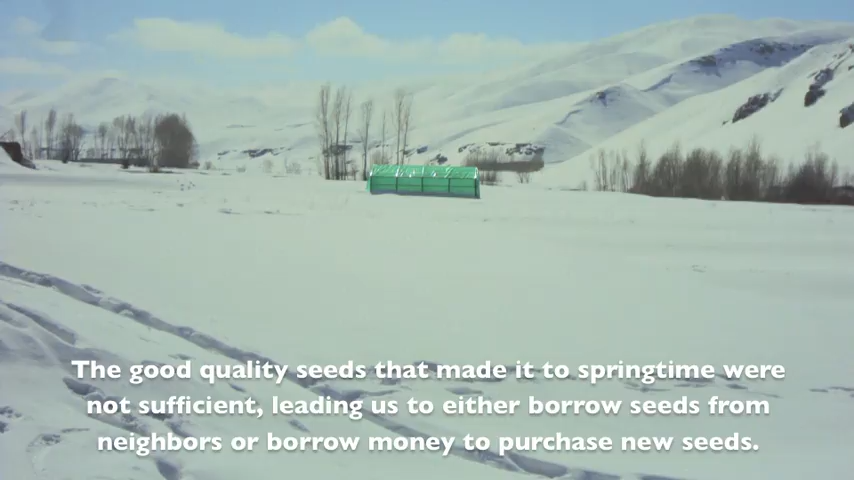 The good quality seeds that made it to springtime were
not sufficient, leading us to either borrow seeds from
neighbors or borrow money to purchase new seeds.